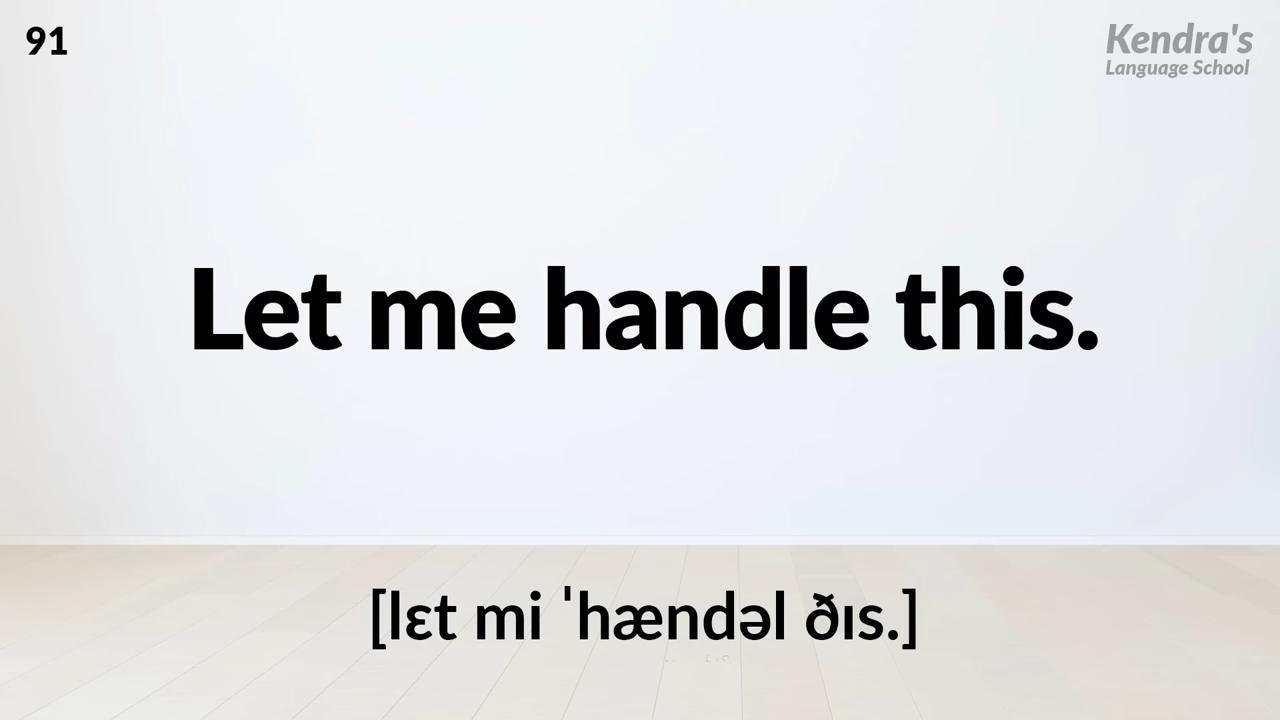 91
Kendra's
Language School
Let me handle this.
[lɛt mi ˈhændəl ðɪs.]